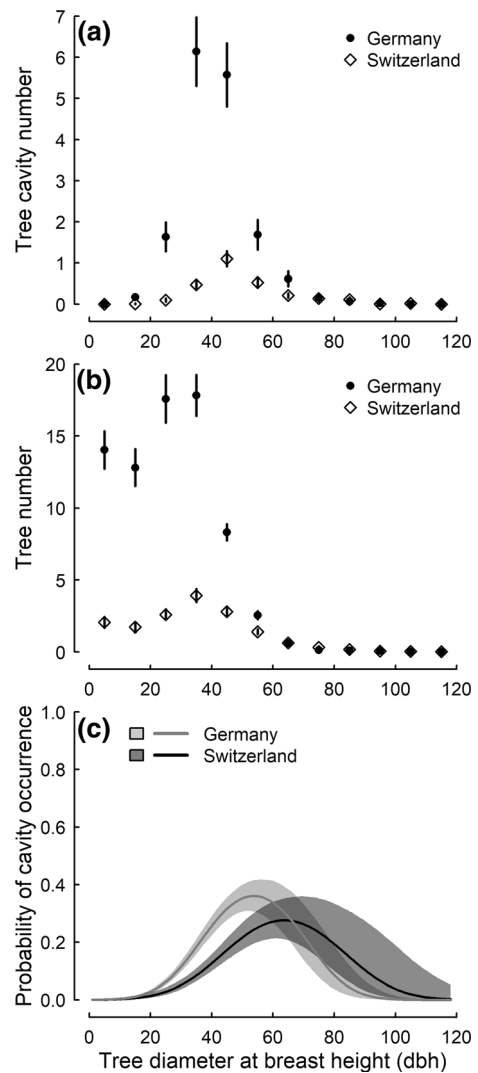 (a)
Germany
Switzerland
Tree cavity number
7
6
5
4
3
2
1
0
0 20 40 60 80 100 120
(b)
Germany
Switzerland
Tree number
20
15
10
5
0
0 20 40 60 80 100 120
(c)
Germany
Switzerland
Probability of cavity occurrence
1.0
0.8
0.6
0.4
0.2
0.0
0 20 40 60 80 100 120
Tree diameter at breast height (dbh)